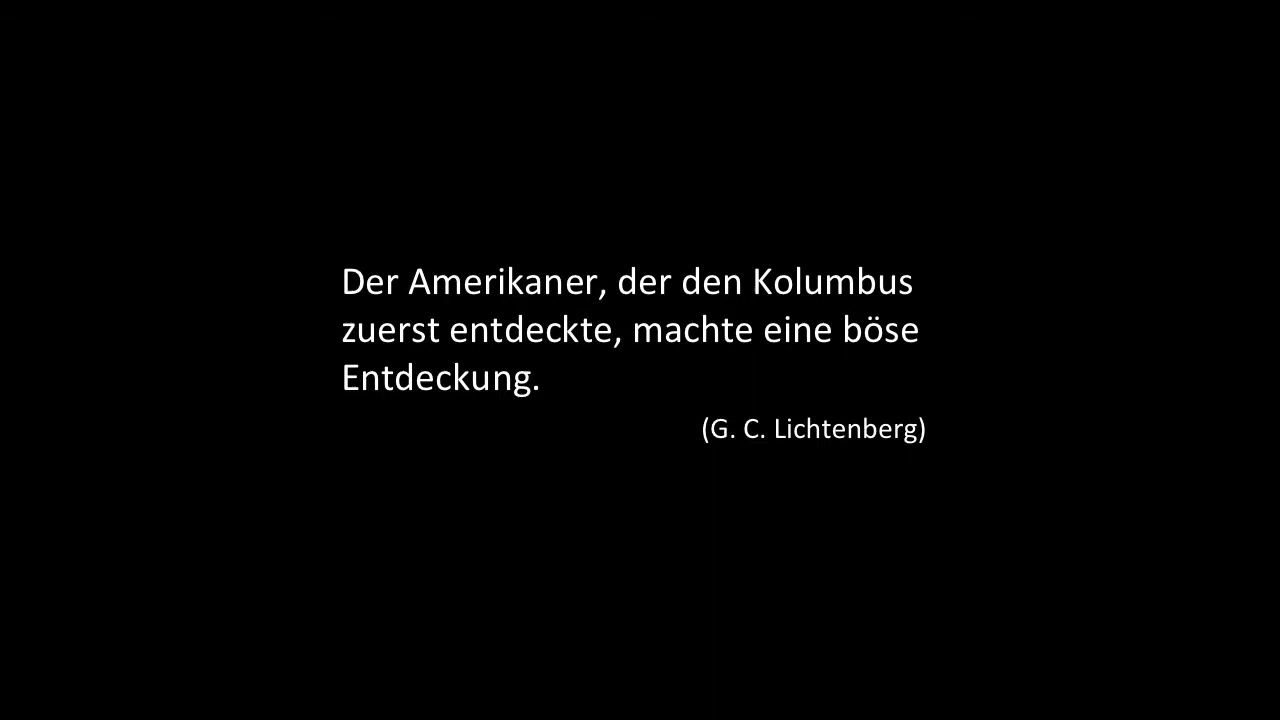 Der Amerikaner, der den Kolumbus
zuerst entdeckte, machte eine böse
Entdeckung.
(G. C. Lichtenberg)